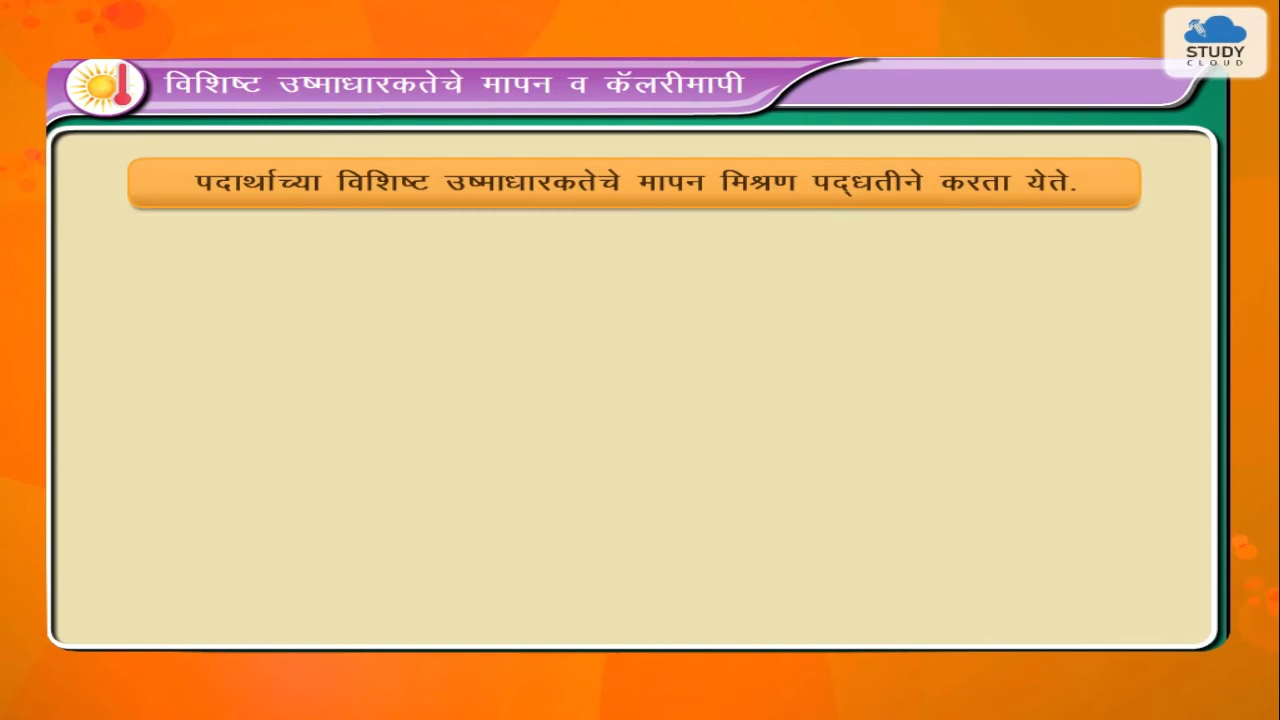 STUDY
CLOUD
विशिष्ट उष्माधारकतेचे मापन व कॅलरीमापी
पदार्थाच्या विशिष्ट उष्माधारकतेचे मापन मिश्रण पद्धतीने करता येते.